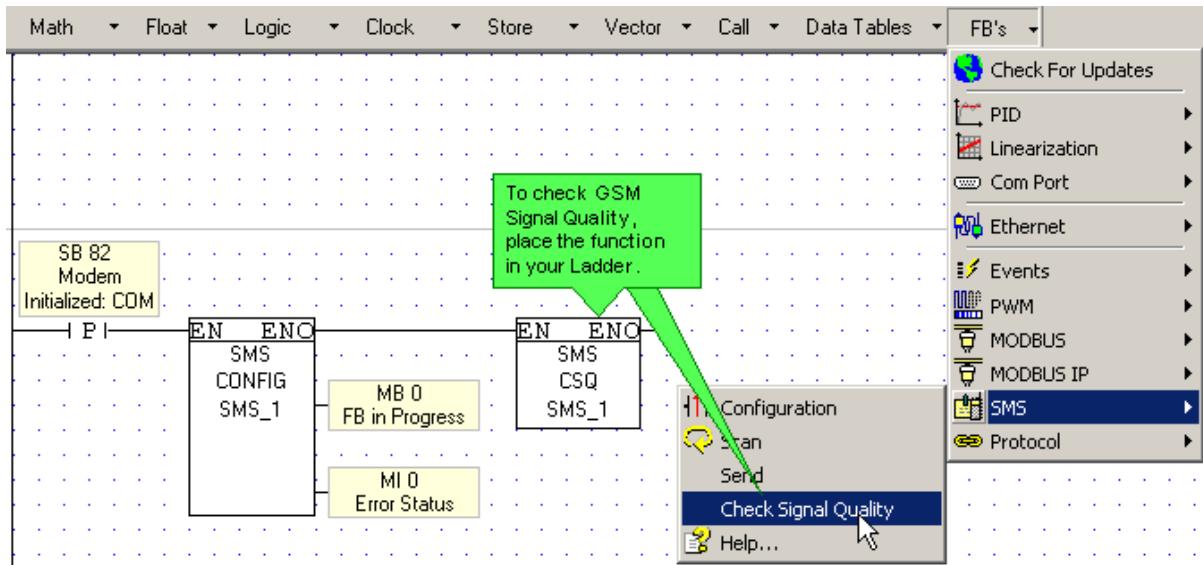 Math Float Logic Clock Store Vector Call Data Tables FB's
Check For Updates
PID
Linearization
Com Port
Ethernet
Events
PWM
MODBUS
MODBUS IP
SMS
Protocol
To check GSM
Signal Quality,
place the function
in your Ladder.
SB 82
Modem
Initialized: COM
P
EN ENO
SMS
CONFIG
SMS_1
MB 0
FB in Progress
MI 0
Error Status
EN ENO
SMS
CSQ
SMS_1
Configuration
Scan
Send
Check Signal Quality
Help...